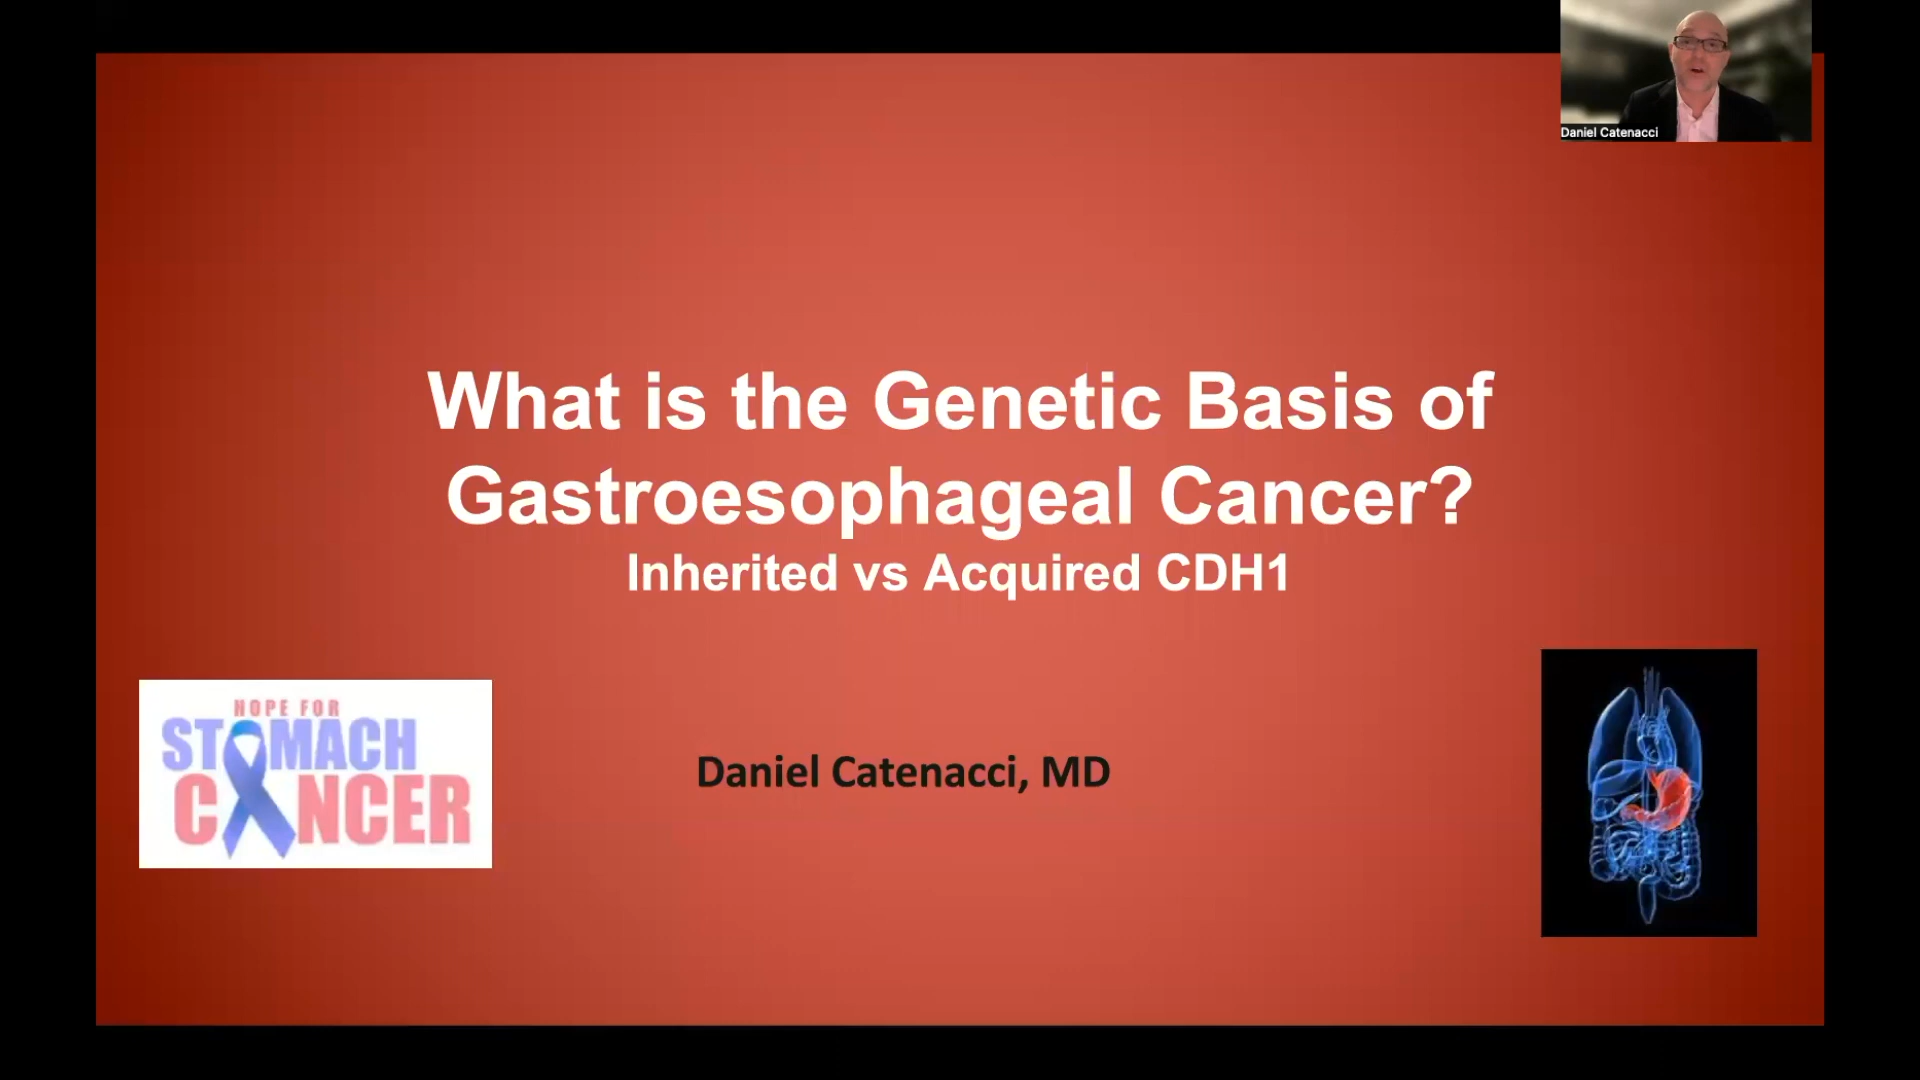 Daniel Catenacci
What is the Genetic Basis of
Gastroesophageal Cancer?
Inherited vs Acquired CDH1
HOPE FOR
STOMACH
CANCER
Daniel Catenacci, MD